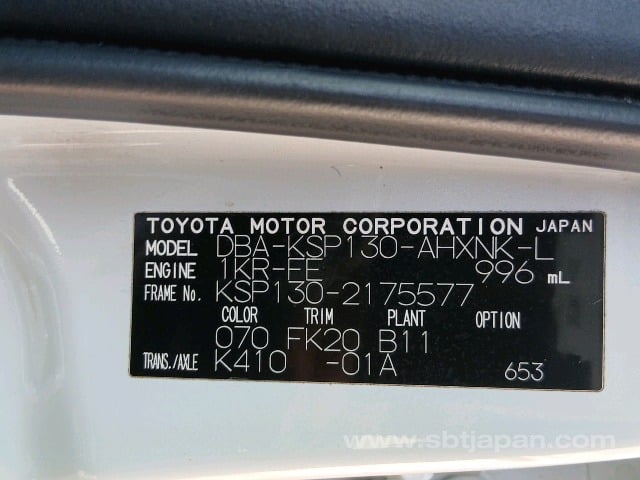 TOYOTA MOTOR CORPORATION JAPAN
MODEL DBA-KSP130-AHXNK-L
ENGINE 1KR-FE 996 mL
FRAME No. KSP130-2175577
COLOR TRIM PLANT OPTION
070 FK20 B11
TRANS./AXLE K410 -01A 653
www.sbtjapan.com